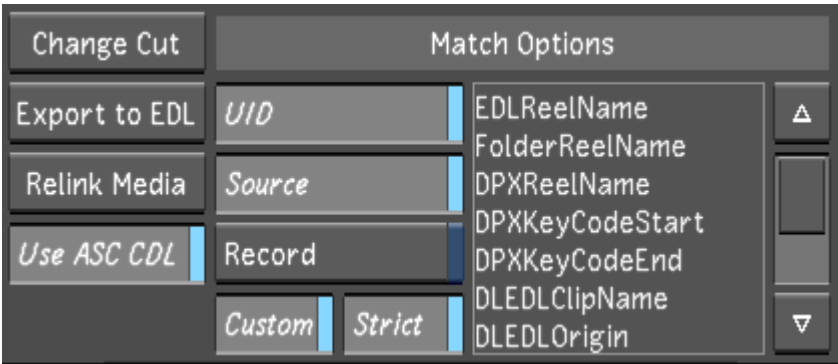 Change Cut
Match Options
Export to EDL
Relink Media
Use ASC CDL
UID
Source
Record
Custom
Strict
EDLReelName
FolderReelName
DPXReelName
DPXKeyCodeStart
DPXKeyCodeEnd
DLEDLClipName
DLEDLOrigin